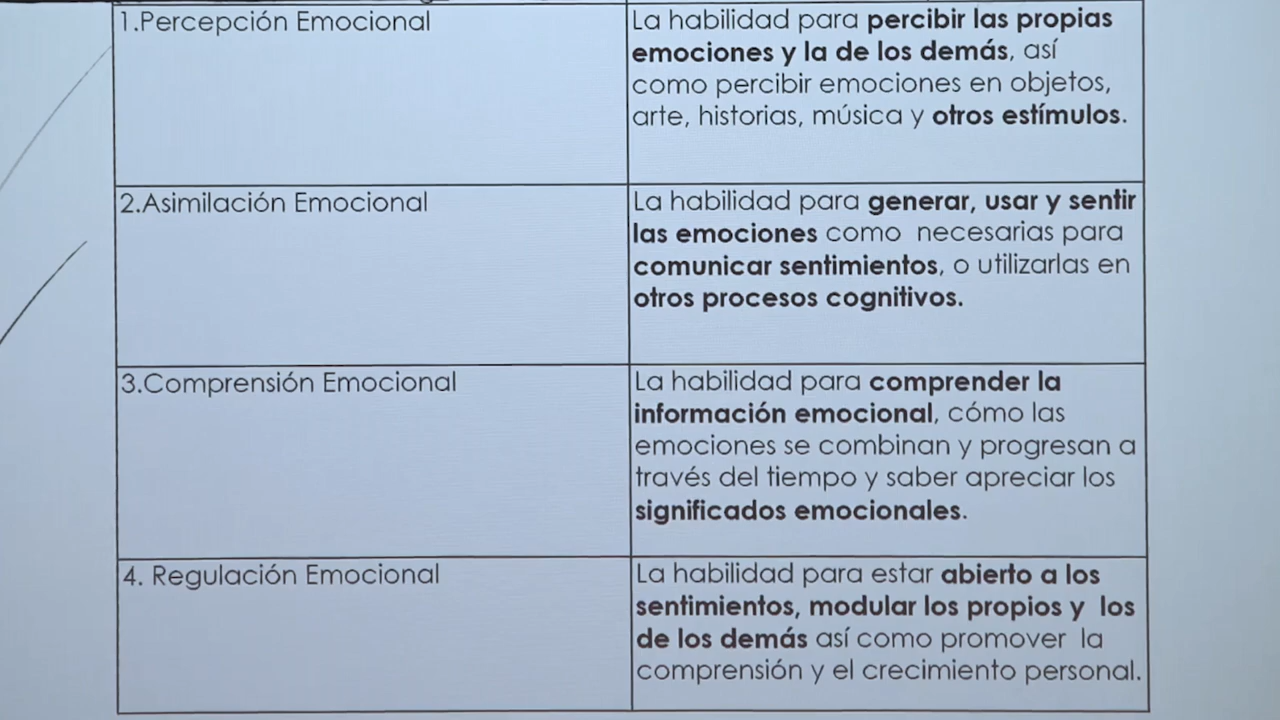 1.Percepción Emocional
La habilidad para percibir las propias
emociones y la de los demás, así
como percibir emociones en objetos,
arte, historias, música y otros estímulos.
2.Asimilación Emocional
La habilidad para generar, usar y sentir
las emociones como necesarias para
comunicar sentimientos, o utilizarlas en
otros procesos cognitivos.
3.Comprensión Emocional
La habilidad para comprender la
información emocional, cómo las
emociones se combinan y progresan a
través del tiempo y saber apreciar los
significados emocionales.
4. Regulación Emocional
La habilidad para estar abierto a los
sentimientos, modular los propios y los
de los demás así como promover la
comprensión y el crecimiento personal.